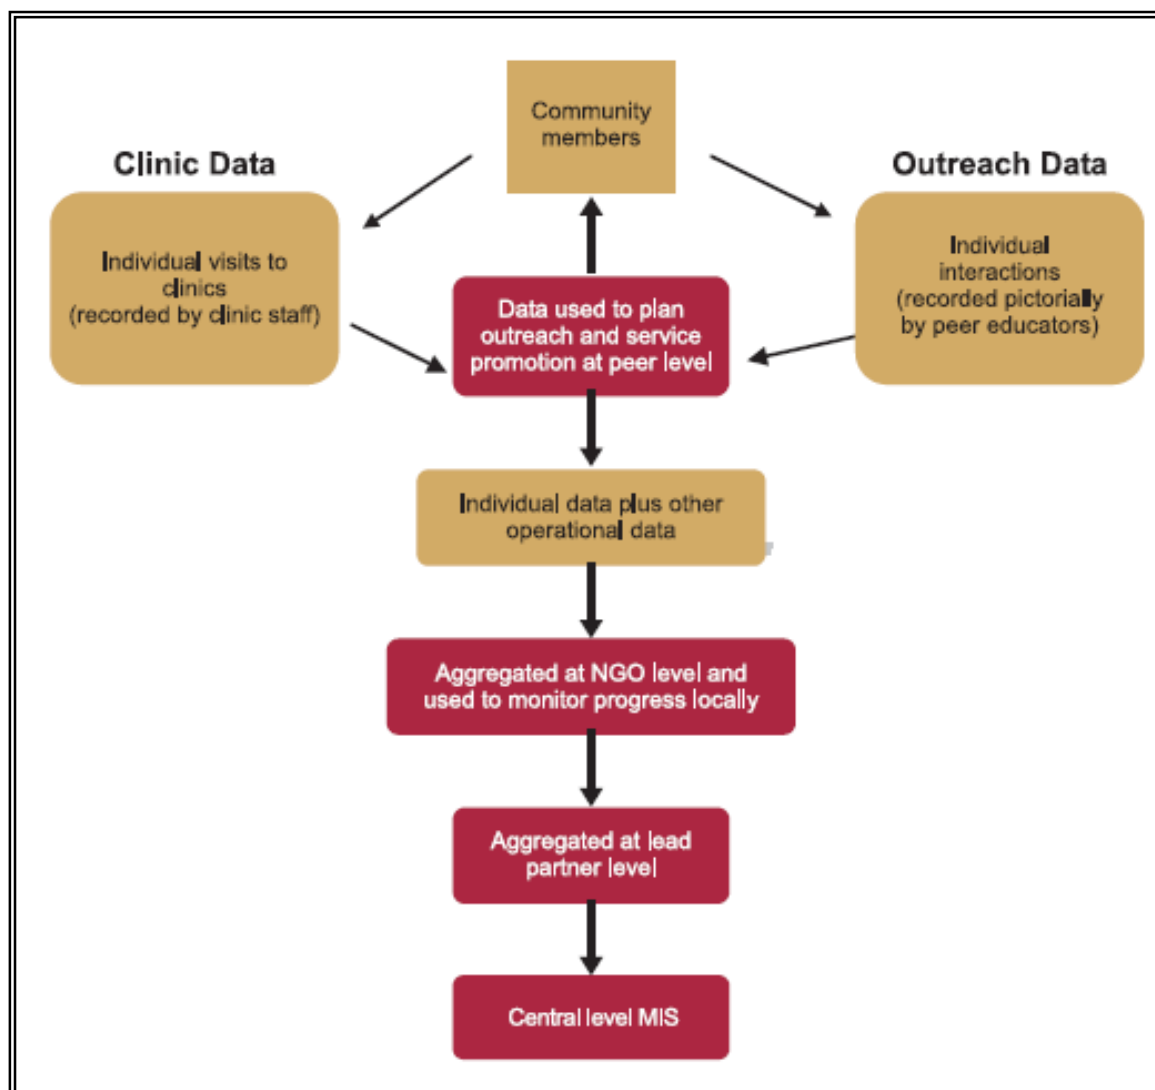 Community
members
Clinic Data
Outreach Data
Individual visits to
clinics
(recorded by clinic staff)
Individual
interactions
(recorded pictorially
by peer educators)
Data used to plan
outreach and service
promotion at peer level
Individual data plus other
operational data
Aggregated at NGO level and
used to monitor progress locally
Aggregated at lead
partner level
Central level MIS